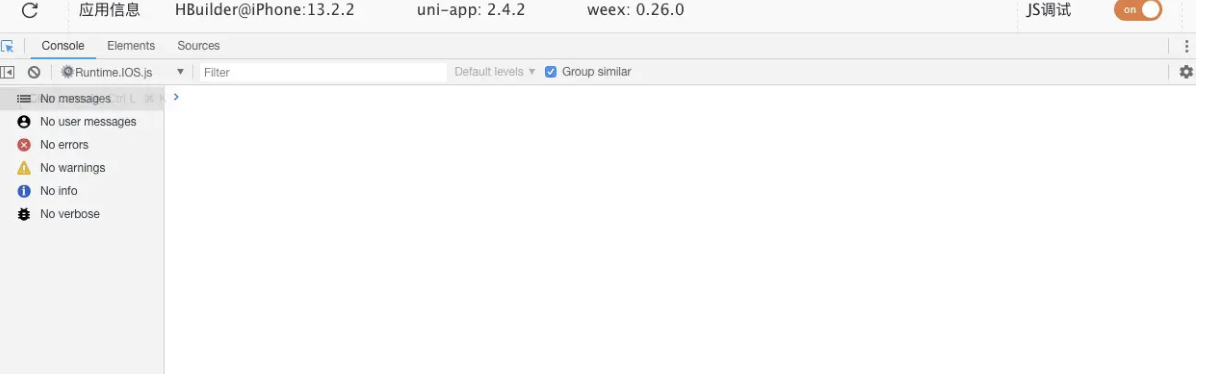 应用信息 HBuilder@iPhone:13.2.2 uni-app: 2.4.2 weex: 0.26.0 JS调试 on
Console Elements Sources
Runtime.IOS.js ▼ Filter Default levels ▼ Group similar
No messages Ctrl L ⌘ K
No user messages
No errors
No warnings
No info
No verbose